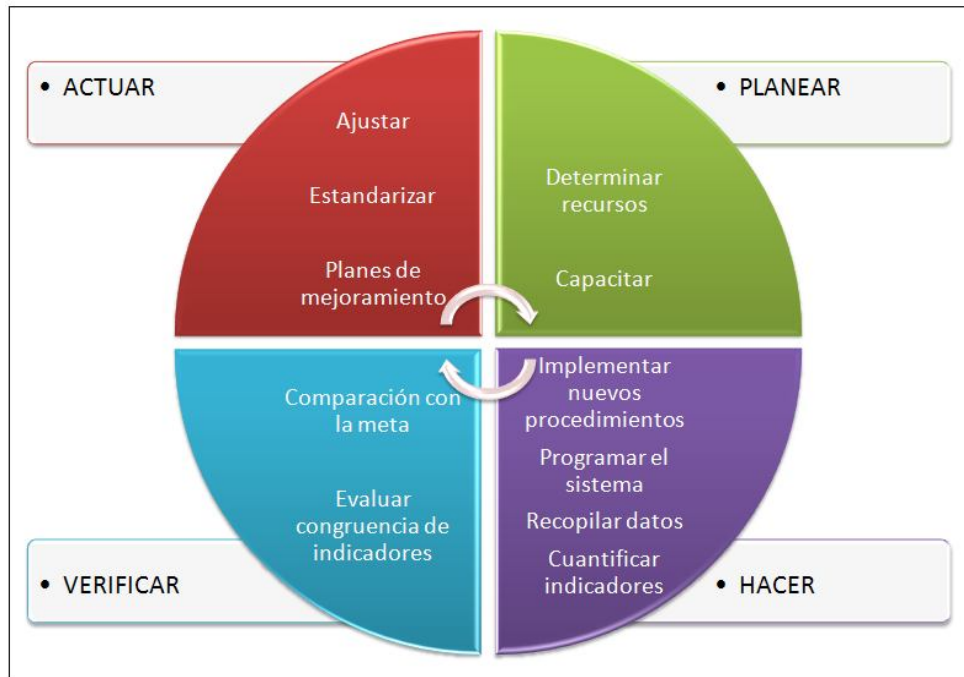 • ACTUAR
Ajustar
Estandarizar
Planes de
mejoramiento
• PLANEAR
Determinar
recursos
Capacitar
Comparación con
la meta
Evaluar
congruencia de
indicadores
• VERIFICAR
Implementar
nuevos
procedimientos
Programar el
sistema
Recopilar datos
Cuantificar
indicadores
• HACER